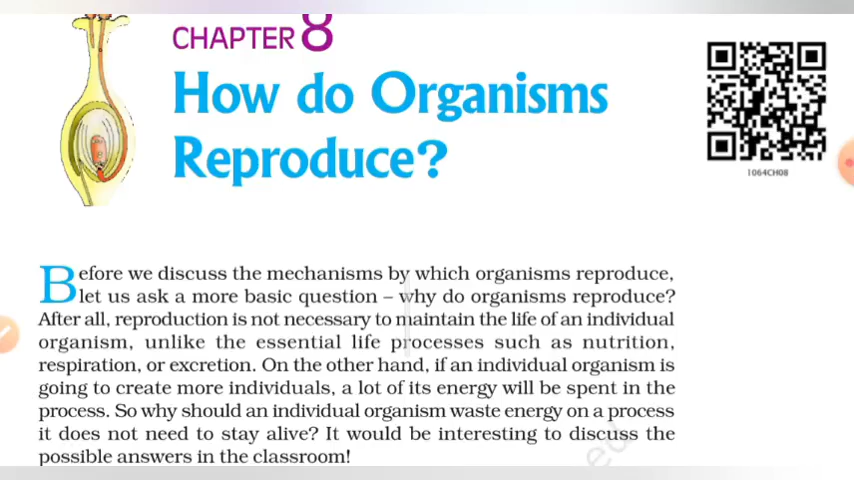 CHAPTER 8
How do Organisms
Reproduce?
1064CH08
Before we discuss the mechanisms by which organisms reproduce,
let us ask a more basic question – why do organisms reproduce?
After all, reproduction is not necessary to maintain the life of an individual
organism, unlike the essential life processes such as nutrition,
respiration, or excretion. On the other hand, if an individual organism is
going to create more individuals, a lot of its energy will be spent in the
process. So why should an individual organism waste energy on a process
it does not need to stay alive? It would be interesting to discuss the
possible answers in the classroom!
ed